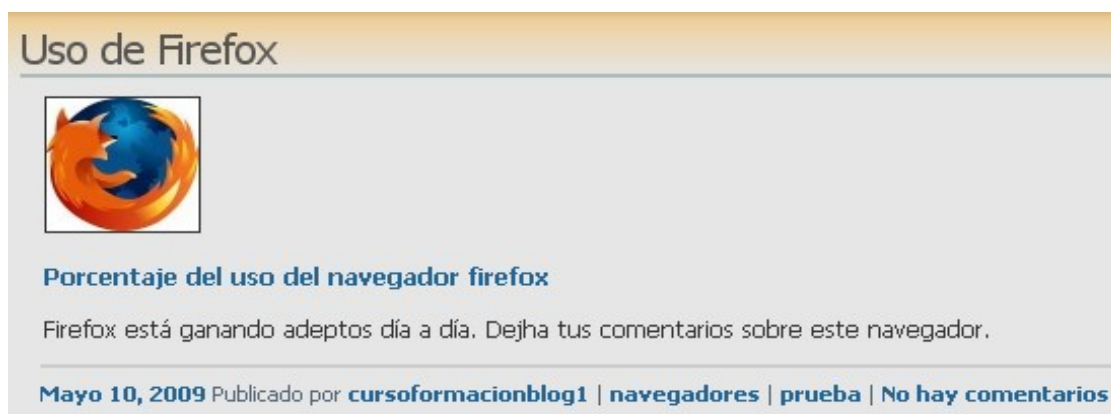 Uso de Firefox
Porcentaje del uso del navegador firefox
Firefox está ganando adeptos día a día. Dejha tus comentarios sobre este navegador.
Mayo 10, 2009 Publicado por cursoformacionblog1 | navegadores | prueba | No hay comentarios